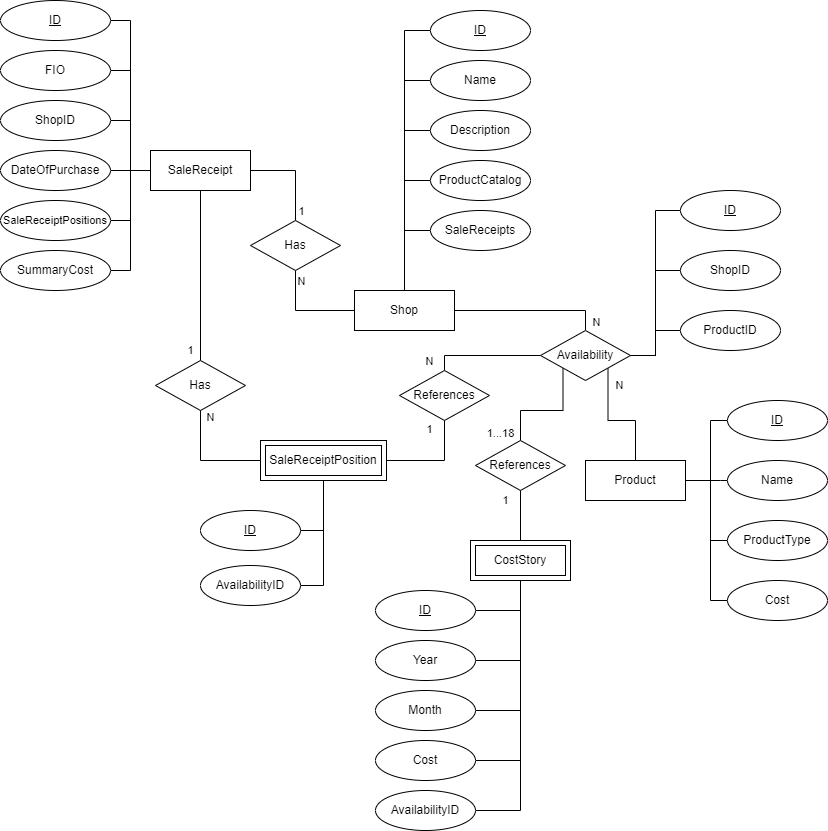 ID
FIO
ShopID
DateOfPurchase
SaleReceiptPositions
SummaryCost
SaleReceipt
1
Has
N
ID
Name
Description
ProductCatalog
SaleReceipts
Shop
N
Availability
N
ID
ShopID
ProductID
1
Has
N
N
References
1
SaleReceiptPosition
ID
AvailabilityID
1...18
References
1
CostStory
ID
Year
Month
Cost
AvailabilityID
Product
ID
Name
ProductType
Cost